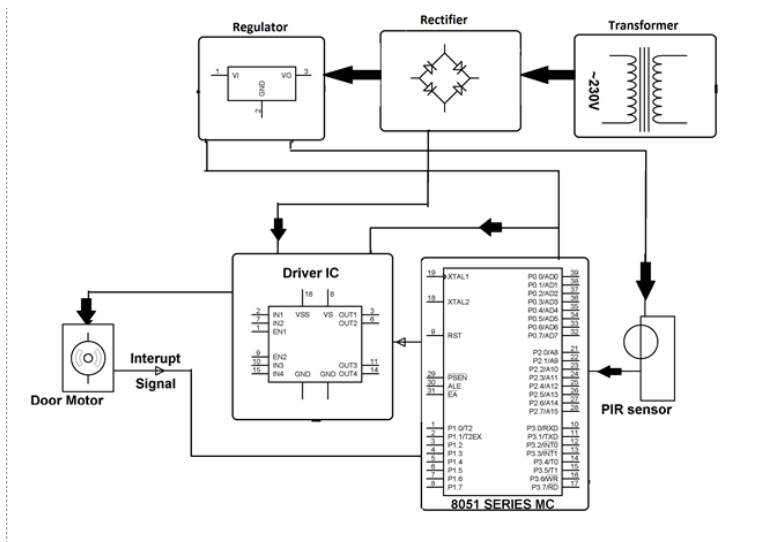 Regulator
Rectifier
Transformer
1 VI VO 3
GND
2
~230V
Driver IC
16 8
VSS VS
2 IN1 OUT1 3
7 IN2 OUT2 6
1 EN1
9 EN2
10 IN3 OUT3 11
15 IN4 GND GND OUT4 14
Interupt
Signal
Door Motor
19 XTAL1
18 XTAL2
9 RST
29 PSEN
30 ALE
31 EA
1 P1.0/T2
2 P1.1/T2EX
3 P1.2
4 P1.3
5 P1.4
6 P1.5
7 P1.6
8 P1.7
P0.0/AD0 39
P0.1/AD1 38
P0.2/AD2 37
P0.3/AD3 36
P0.4/AD4 35
P0.5/AD5 34
P0.6/AD6 33
P0.7/AD7 32
P2.0/A8 21
P2.1/A9 22
P2.2/A10 23
P2.3/A11 24
P2.4/A12 25
P2.5/A13 26
P2.6/A14 27
P2.7/A15 28
P3.0/RXD 10
P3.1/TXD 11
P3.2/INT0 12
P3.3/INT1 13
P3.4/T0 14
P3.5/T1 15
P3.6/WR 16
P3.7/RD 17
8051 SERIES MC
PIR sensor